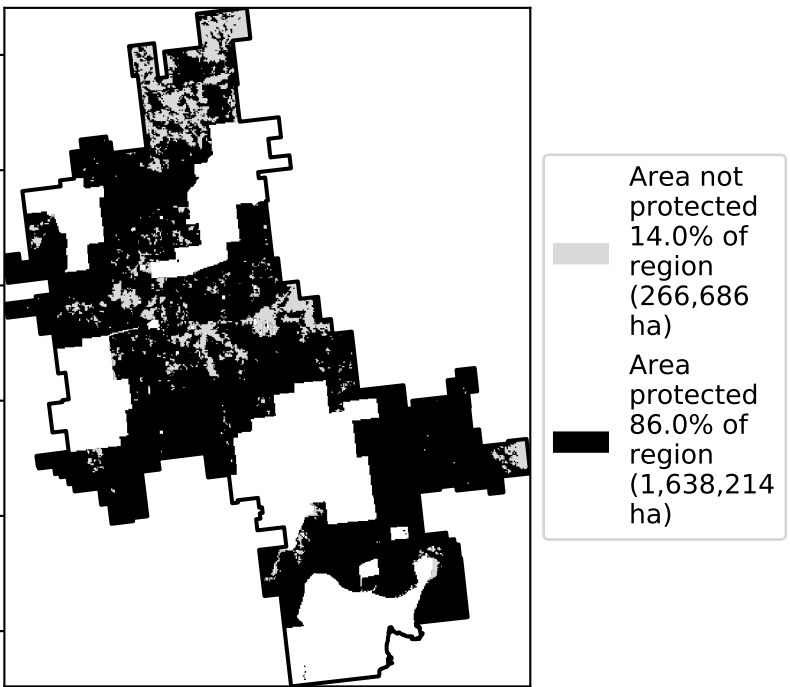 Area not
protected
14.0% of
region
(266,686
ha)
Area
protected
86.0% of
region
(1,638,214
ha)